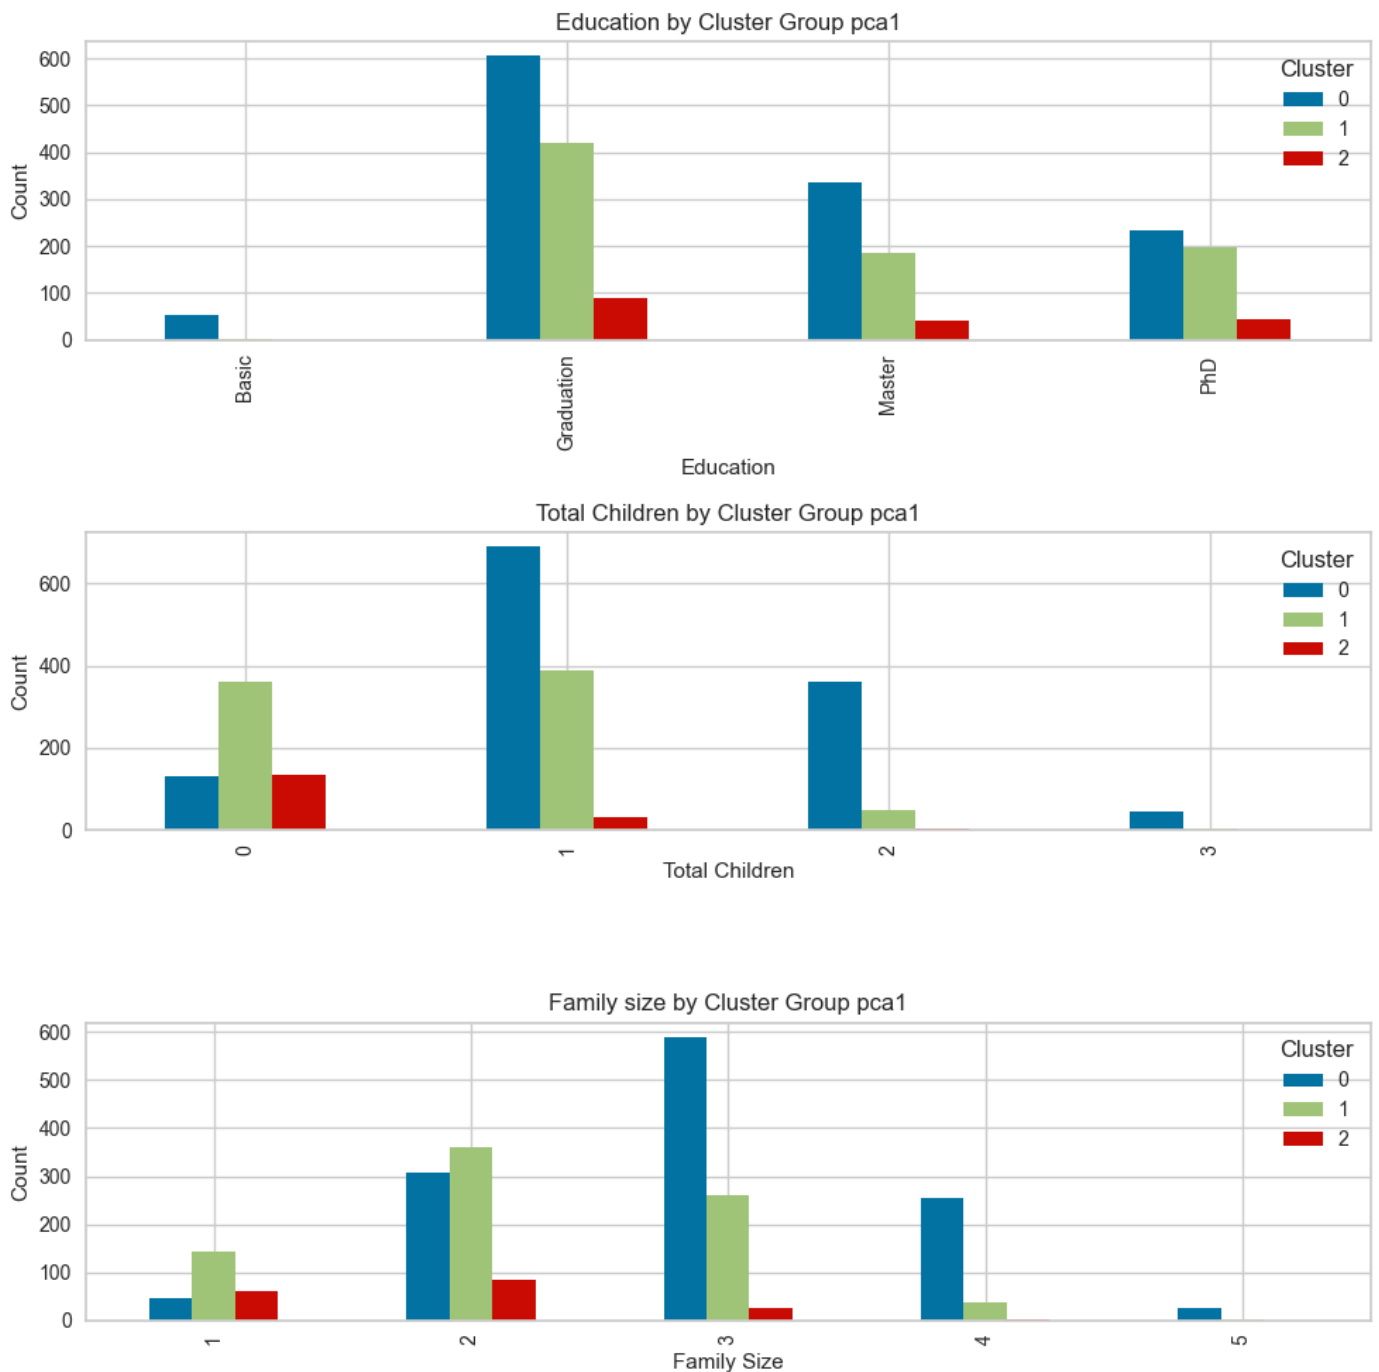 Education by Cluster Group pca1
Cluster
0
1
2
600
500
400
300
200
100
0
Count
Basic
Graduation
Master
PhD
Education
Total Children by Cluster Group pca1
Cluster
0
1
2
600
400
200
0
Count
0
1
2
3
Total Children
Family size by Cluster Group pca1
Cluster
0
1
2
600
500
400
300
200
100
0
Count
1
2
3
4
5
Family Size